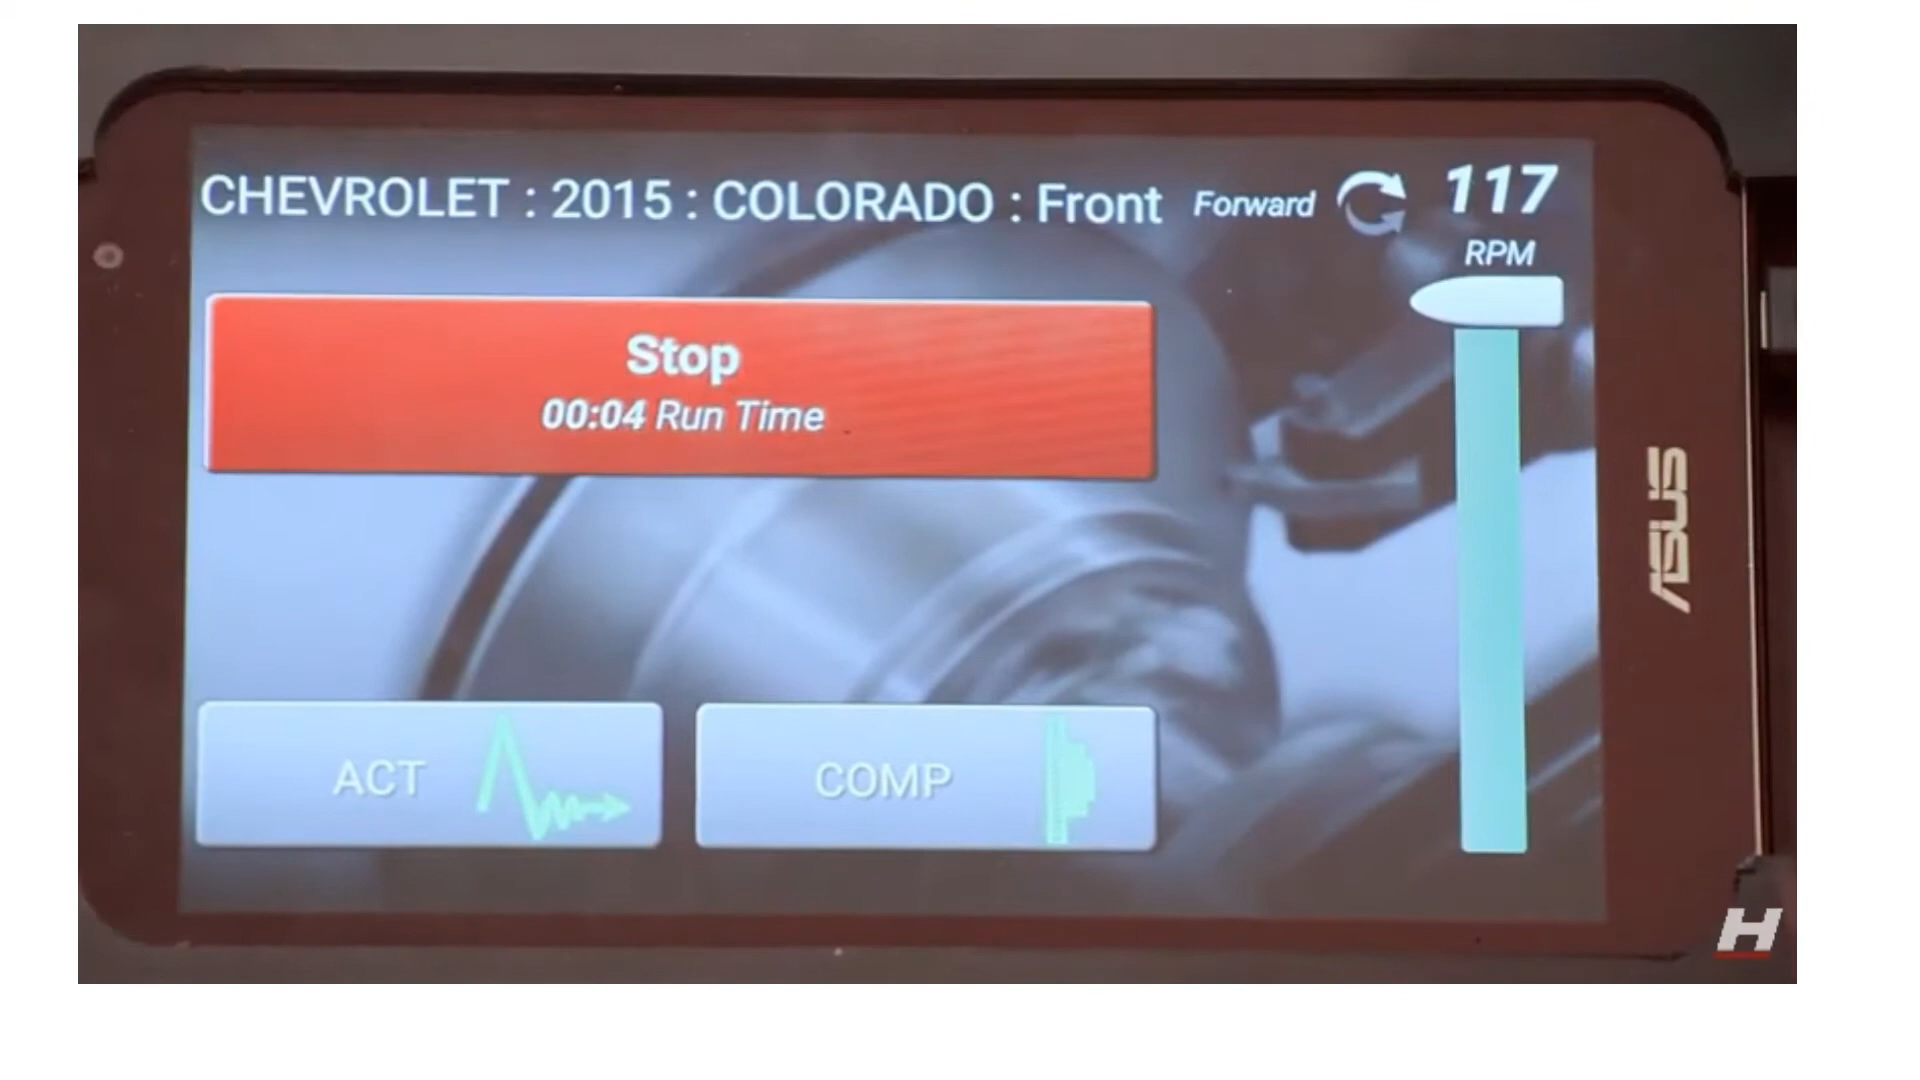 CHEVROLET : 2015 : COLORADO : Front Forward 117
RPM
Stop
00:04 Run Time
ACT
COMP
ASUS
H